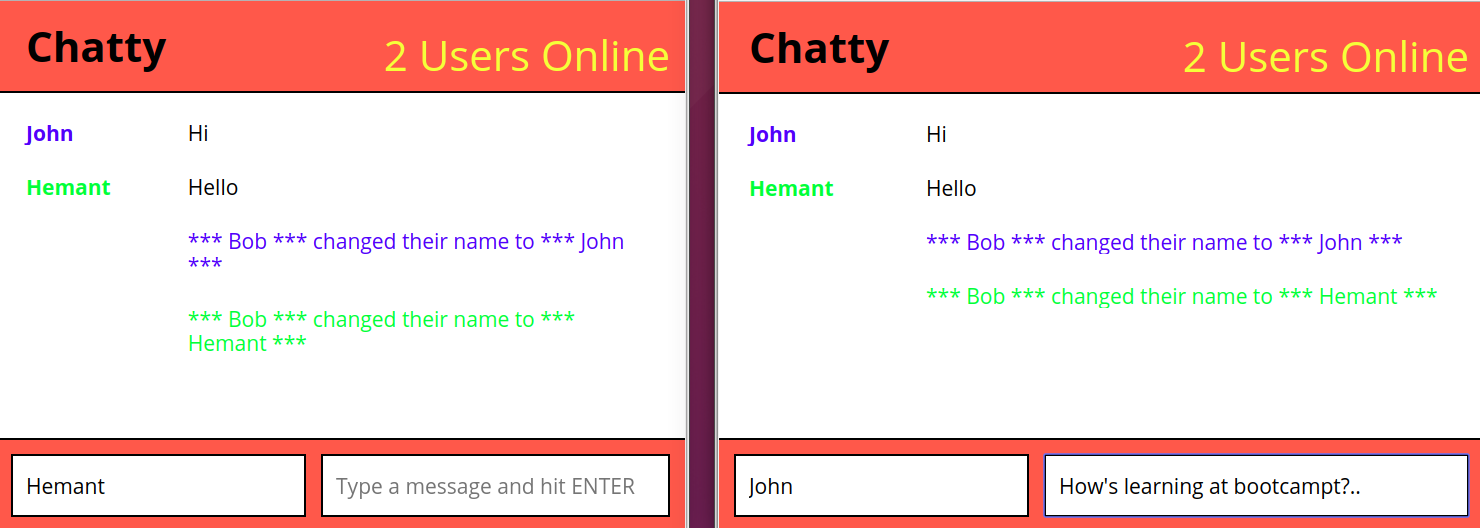 Chatty
2 Users Online
John Hi
Hemant Hello
*** Bob *** changed their name to *** John
***
*** Bob *** changed their name to ***
Hemant ***
Hemant
Type a message and hit ENTER
Chatty
2 Users Online
John Hi
Hemant Hello
*** Bob *** changed their name to *** John ***
*** Bob *** changed their name to *** Hemant ***
John
How's learning at bootcampt?..